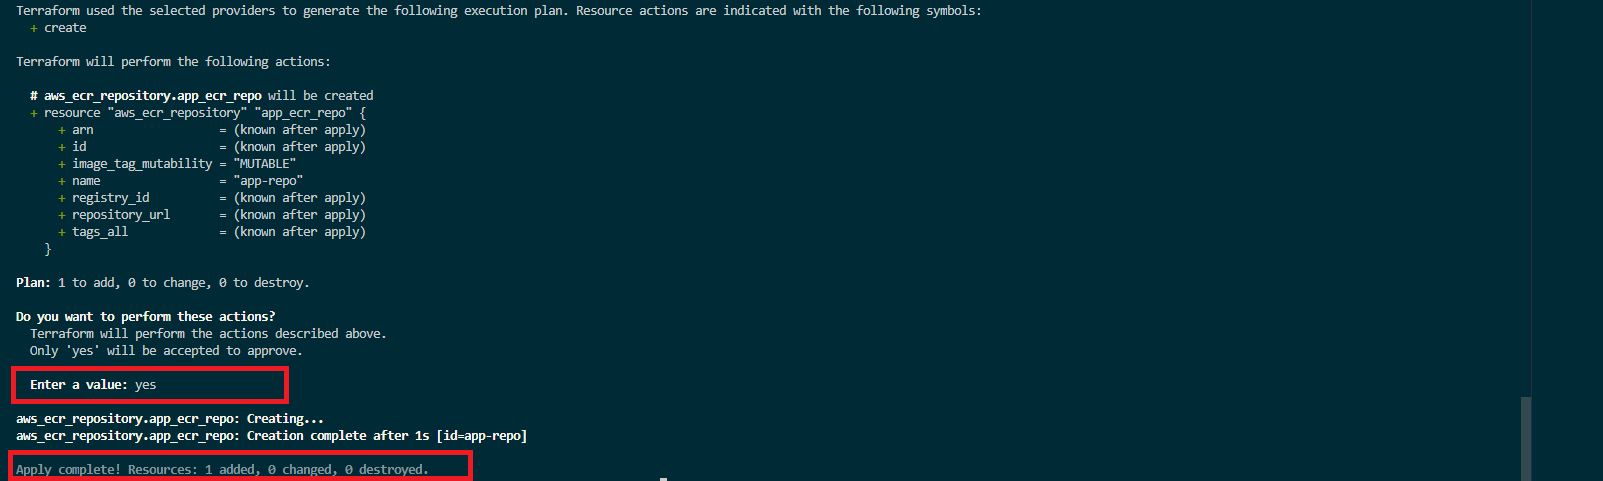 Terraform used the selected providers to generate the following execution plan. Resource actions are indicated with the following symbols:
  + create

Terraform will perform the following actions:

  # aws_ecr_repository.app_ecr_repo will be created
  + resource "aws_ecr_repository" "app_ecr_repo" {
      + arn                  = (known after apply)
      + id                   = (known after apply)
      + image_tag_mutability = "MUTABLE"
      + name                 = "app-repo"
      + registry_id          = (known after apply)
      + repository_url       = (known after apply)
      + tags_all             = (known after apply)
    }

Plan: 1 to add, 0 to change, 0 to destroy.

Do you want to perform these actions?
  Terraform will perform the actions described above.
  Only 'yes' will be accepted to approve.

  Enter a value: yes

aws_ecr_repository.app_ecr_repo: Creating...
aws_ecr_repository.app_ecr_repo: Creation complete after 1s [id=app-repo]

Apply complete! Resources: 1 added, 0 changed, 0 destroyed.